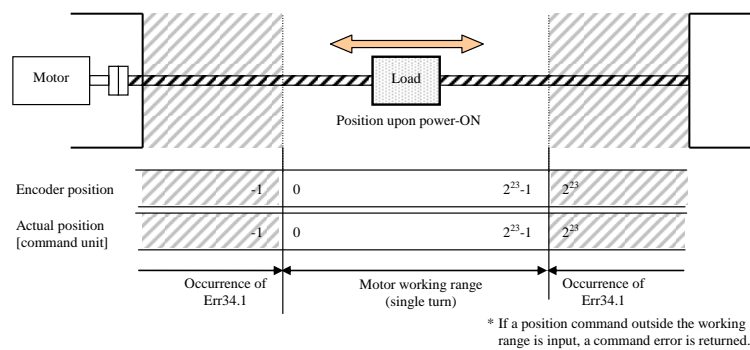 Motor
Load
Position upon power-ON
Encoder position
-1 0 2²³-1 2²³
Actual position
[command unit]
-1 0 2²³-1 2²³
Occurrence of
Err34.1
Motor working range
(single turn)
Occurrence of
Err34.1
* If a position command outside the working
range is input, a command error is returned.